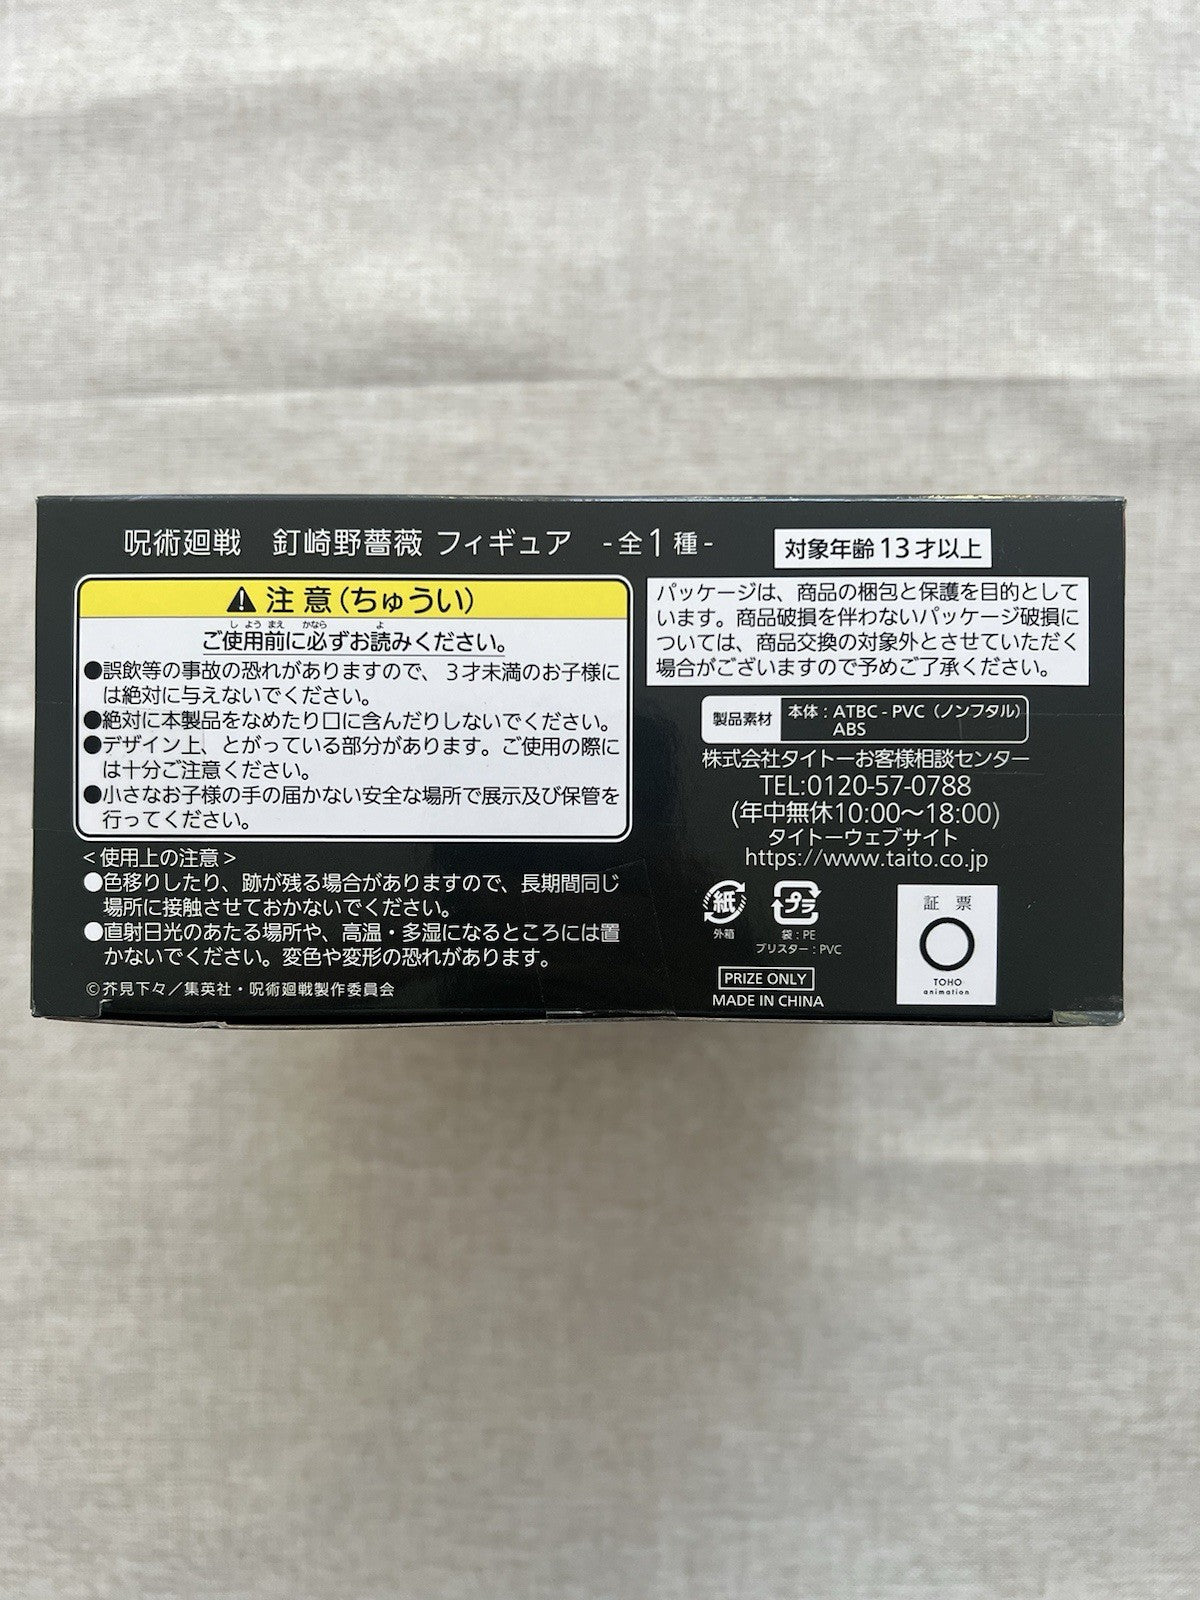 呪術廻戦 釘崎野薔薇 フィギュア -全1種-
対象年齢13才以上
⚠注意(ちゅうい)
しようまえ かなら よ
ご使用前に必ずお読みください。
●誤飲等の事故の恐れがありますので、3才未満のお子様に
は絶対に与えないでください。
●絶対に本製品をなめたり口に含んだりしないでください。
●デザイン上、とがっている部分があります。ご使用の際に
は十分ご注意ください。
●小さなお子様の手の届かない安全な場所で展示及び保管を
行ってください。
<使用上の注意>
●色移りしたり、跡が残る場合がありますので、長期間同じ
場所に接触させておかないでください。
●直射日光のあたる場所や、高温・多湿になるところには置
かないでください。変色や変形の恐れがあります。
©芥見下々/集英社・呪術廻戦製作委員会
パッケージは、商品の梱包と保護を目的としてい
ます。商品破損を伴わないパッケージ破損に
ついては、商品交換の対象外とさせていただく
場合がございますので予めご了承ください。
製品素材 本体:ATBC-PVC(ノンフタル)
ABS
株式会社タイトーお客様相談センター
TEL:0120-57-0788
(年中無休10:00〜18:00)
タイトーウェブサイト
https://www.taito.co.jp
紙 プラ
外箱 袋:PE
ブリスター:PVC
PRIZE ONLY
MADE IN CHINA
証票
TOHO
animation